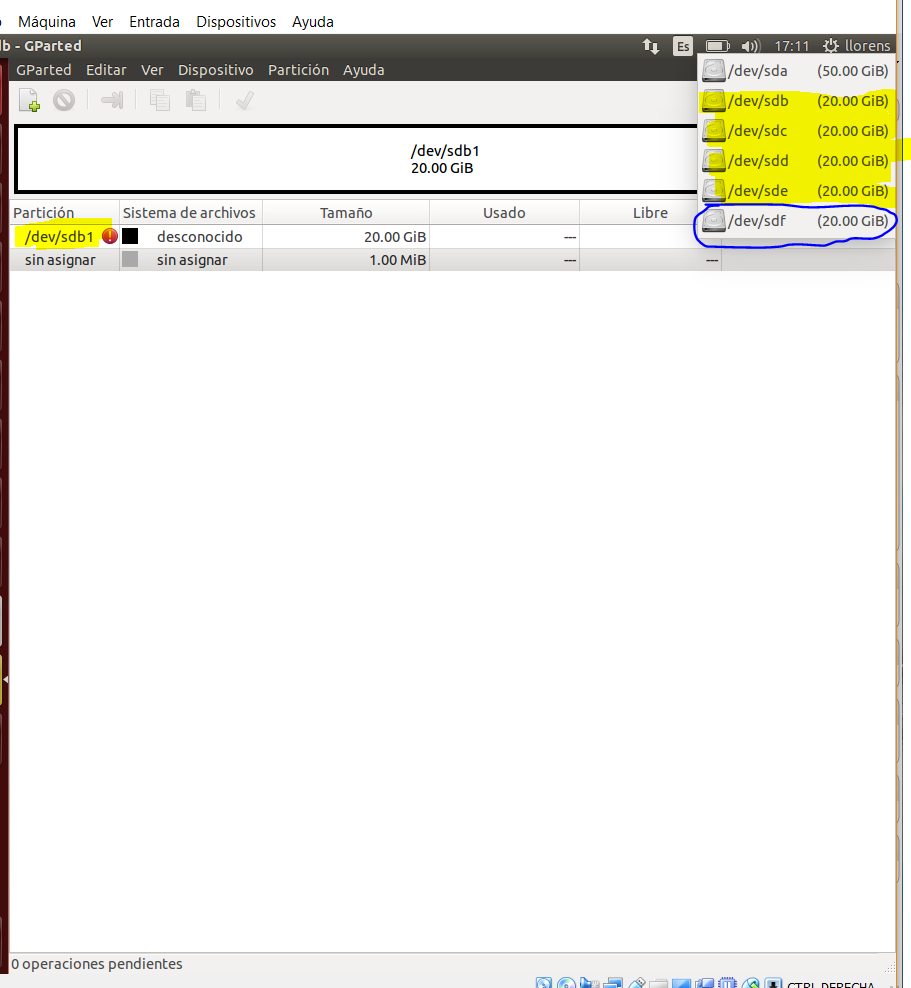 Máquina Ver Entrada Dispositivos Ayuda
db - GParted Es 17:11 llorens
GParted Editar Ver Dispositivo Partición Ayuda
/dev/sda (50.00 GiB)
/dev/sdb (20.00 GiB)
/dev/sdc (20.00 GiB)
/dev/sdd (20.00 GiB)
/dev/sde (20.00 GiB)
/dev/sdf (20.00 GiB)
/dev/sdb1
20.00 GiB
Partición Sistema de archivos Tamaño Usado Libre
/dev/sdb1 desconocido 20.00 GiB --- 
sin asignar sin asignar 1.00 MiB --- ---
0 operaciones pendientes
CTRL DERECHA